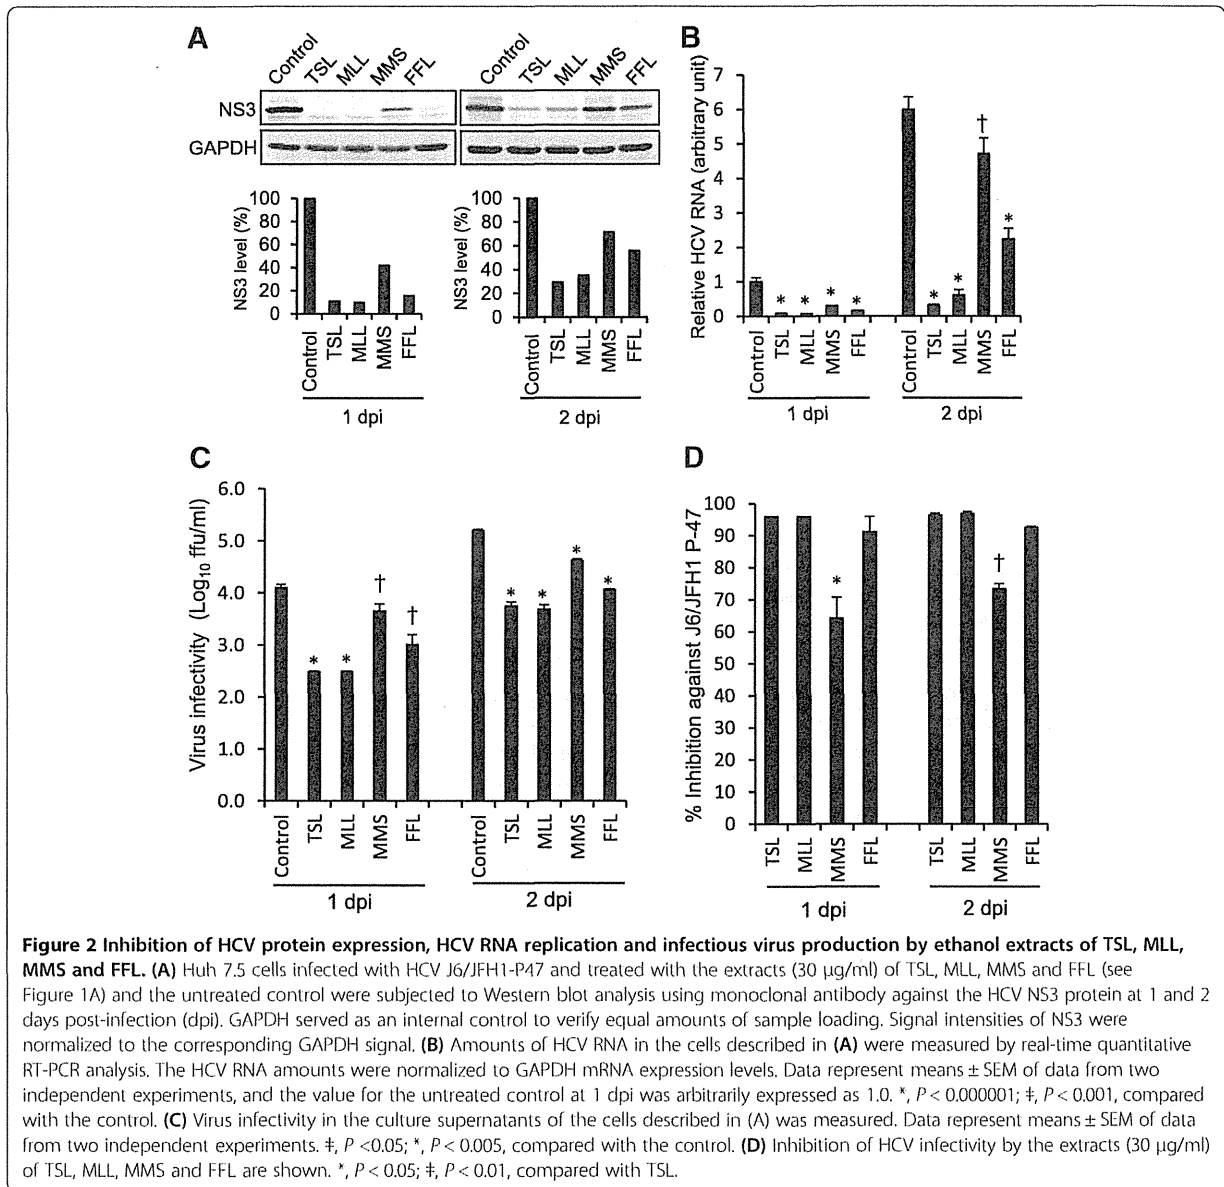 A
Control TSL MLL MMS FFL
Control TSL MLL MMS FFL
NS3
GAPDH
NS3 level (%)
100
80
60
40
20
0
Control TSL MLL MMS FFL
1 dpi
NS3 level (%)
100
80
60
40
20
0
Control TSL MLL MMS FFL
2 dpi
B
Relative HCV RNA (arbitrary unit)
7
6
5
4
3
2
1
0
* * * *
* * † *
Control TSL MLL MMS FFL
Control TSL MLL MMS FFL
1 dpi 2 dpi
C
Virus infectivity (Log10 ffu/ml)
6.0
5.0
4.0
3.0
2.0
1.0
0.0
* * † †
* * * *
Control TSL MLL MMS FFL
Control TSL MLL MMS FFL
1 dpi 2 dpi
D
% Inhibition against J6/JFH1 P-47
100
90
80
70
60
50
40
30
20
10
0
* †
TSL MLL MMS FFL
TSL MLL MMS FFL
1 dpi 2 dpi
Figure 2 Inhibition of HCV protein expression, HCV RNA replication and infectious virus production by ethanol extracts of TSL, MLL,
MMS and FFL. (A) Huh 7.5 cells infected with HCV J6/JFH1-P47 and treated with the extracts (30 μg/ml) of TSL, MLL, MMS and FFL (see
Figure 1A) and the untreated control were subjected to Western blot analysis using monoclonal antibody against the HCV NS3 protein at 1 and 2
days post-infection (dpi). GAPDH served as an internal control to verify equal amounts of sample loading. Signal intensities of NS3 were
normalized to the corresponding GAPDH signal. (B) Amounts of HCV RNA in the cells described in (A) were measured by real-time quantitative
RT-PCR analysis. The HCV RNA amounts were normalized to GAPDH mRNA expression levels. Data represent means ± SEM of data from two
independent experiments, and the value for the untreated control at 1 dpi was arbitrarily expressed as 1.0. *, P < 0.000001; ‡, P < 0.001, compared
with the control. (C) Virus infectivity in the culture supernatants of the cells described in (A) was measured. Data represent means ± SEM of data
from two independent experiments. ‡, P <0.05; *, P < 0.005, compared with the control. (D) Inhibition of HCV infectivity by the extracts (30 μg/ml)
of TSL, MLL, MMS and FFL are shown. *, P < 0.05; ‡, P < 0.01, compared with TSL.